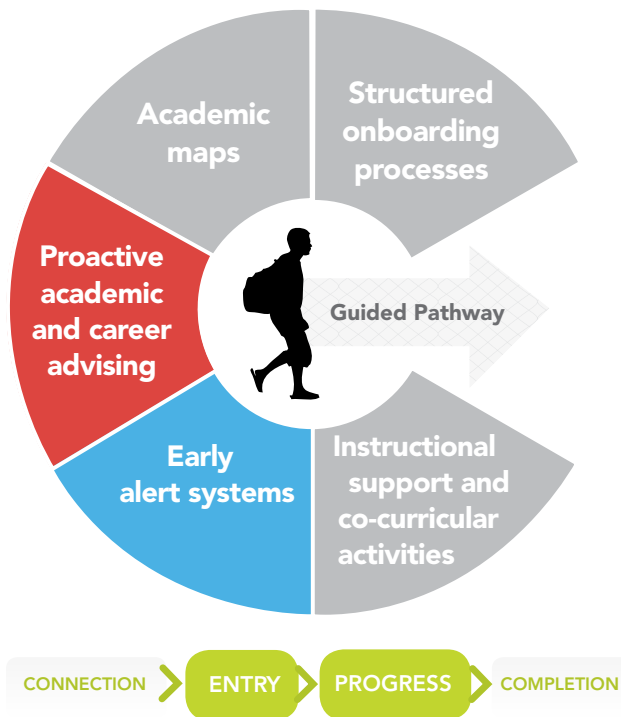 Academic
maps
Structured
onboarding
processes
Proactive
academic
and career
advising
Guided Pathway
Early
alert systems
Instructional
support and
co-curricular
activities
CONNECTION
ENTRY
PROGRESS
COMPLETION